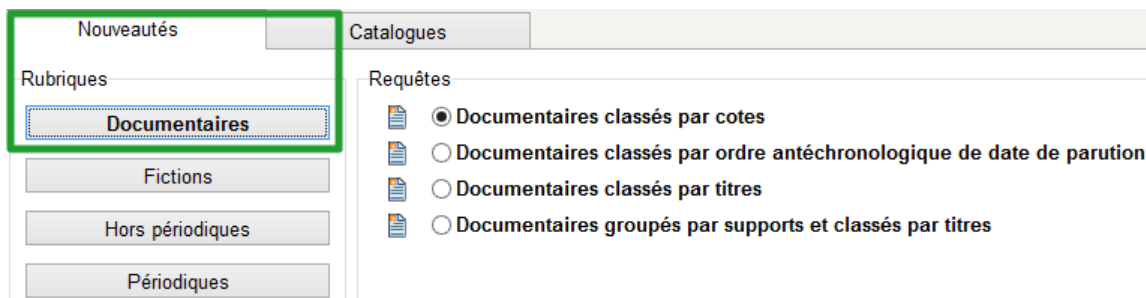 Nouveautés Catalogues
Rubriques Requêtes
Documentaires Documentaires classés par cotes
Documentaires classés par ordre antéchronologique de date de parution
Fictions Documentaires classés par titres
Hors périodiques Documentaires groupés par supports et classés par titres
Périodiques